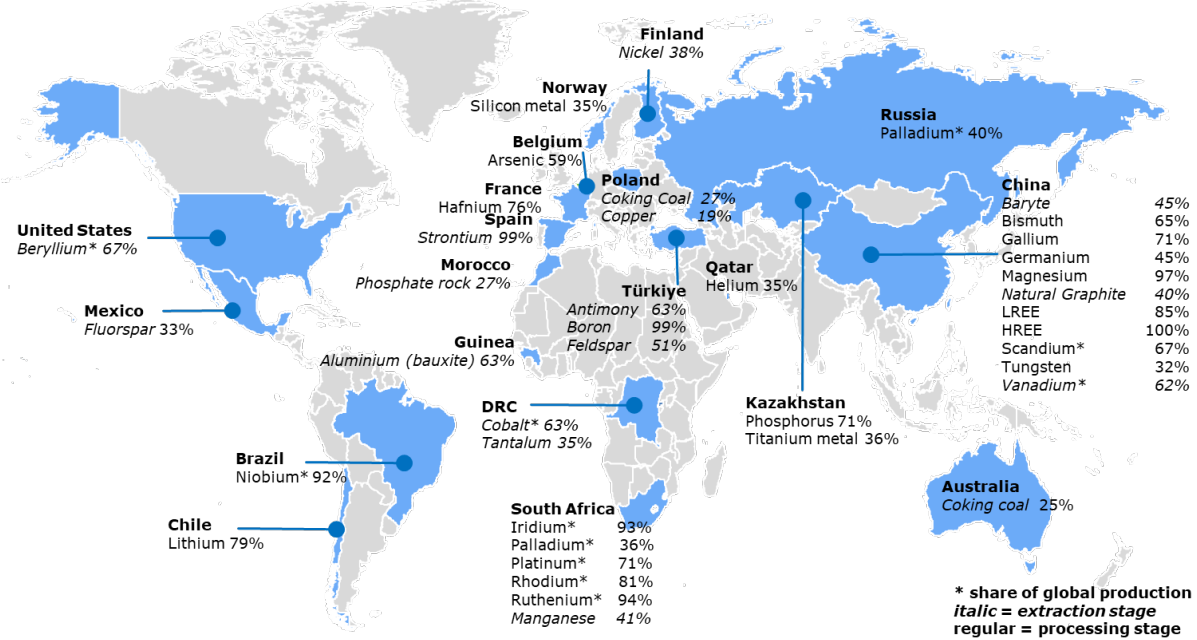 Finland
Nickel 38%
Norway
Silicon metal 35%
Belgium
Arsenic 59%
France
Hafnium 76%
Spain
Strontium 99%
Morocco
Phosphate rock 27%
Poland
Coking Coal 27%
Copper 19%
Russia
Palladium* 40%
United States
Beryllium* 67%
Mexico
Fluorspar 33%
Qatar
Helium 35%
Türkiye
Antimony 63%
Boron 99%
Feldspar 51%
China
Baryte 45%
Bismuth 65%
Gallium 71%
Germanium 45%
Magnesium 97%
Natural Graphite 40%
LREE 85%
HREE 100%
Scandium* 67%
Tungsten 32%
Vanadium* 62%
Guinea
Aluminium (bauxite) 63%
DRC
Cobalt* 63%
Tantalum 35%
Kazakhstan
Phosphorus 71%
Titanium metal 36%
Brazil
Niobium* 92%
Chile
Lithium 79%
South Africa
Iridium* 93%
Palladium* 36%
Platinum* 71%
Rhodium* 81%
Ruthenium* 94%
Manganese 41%
Australia
Coking coal 25%
* share of global production
italic = extraction stage
regular = processing stage